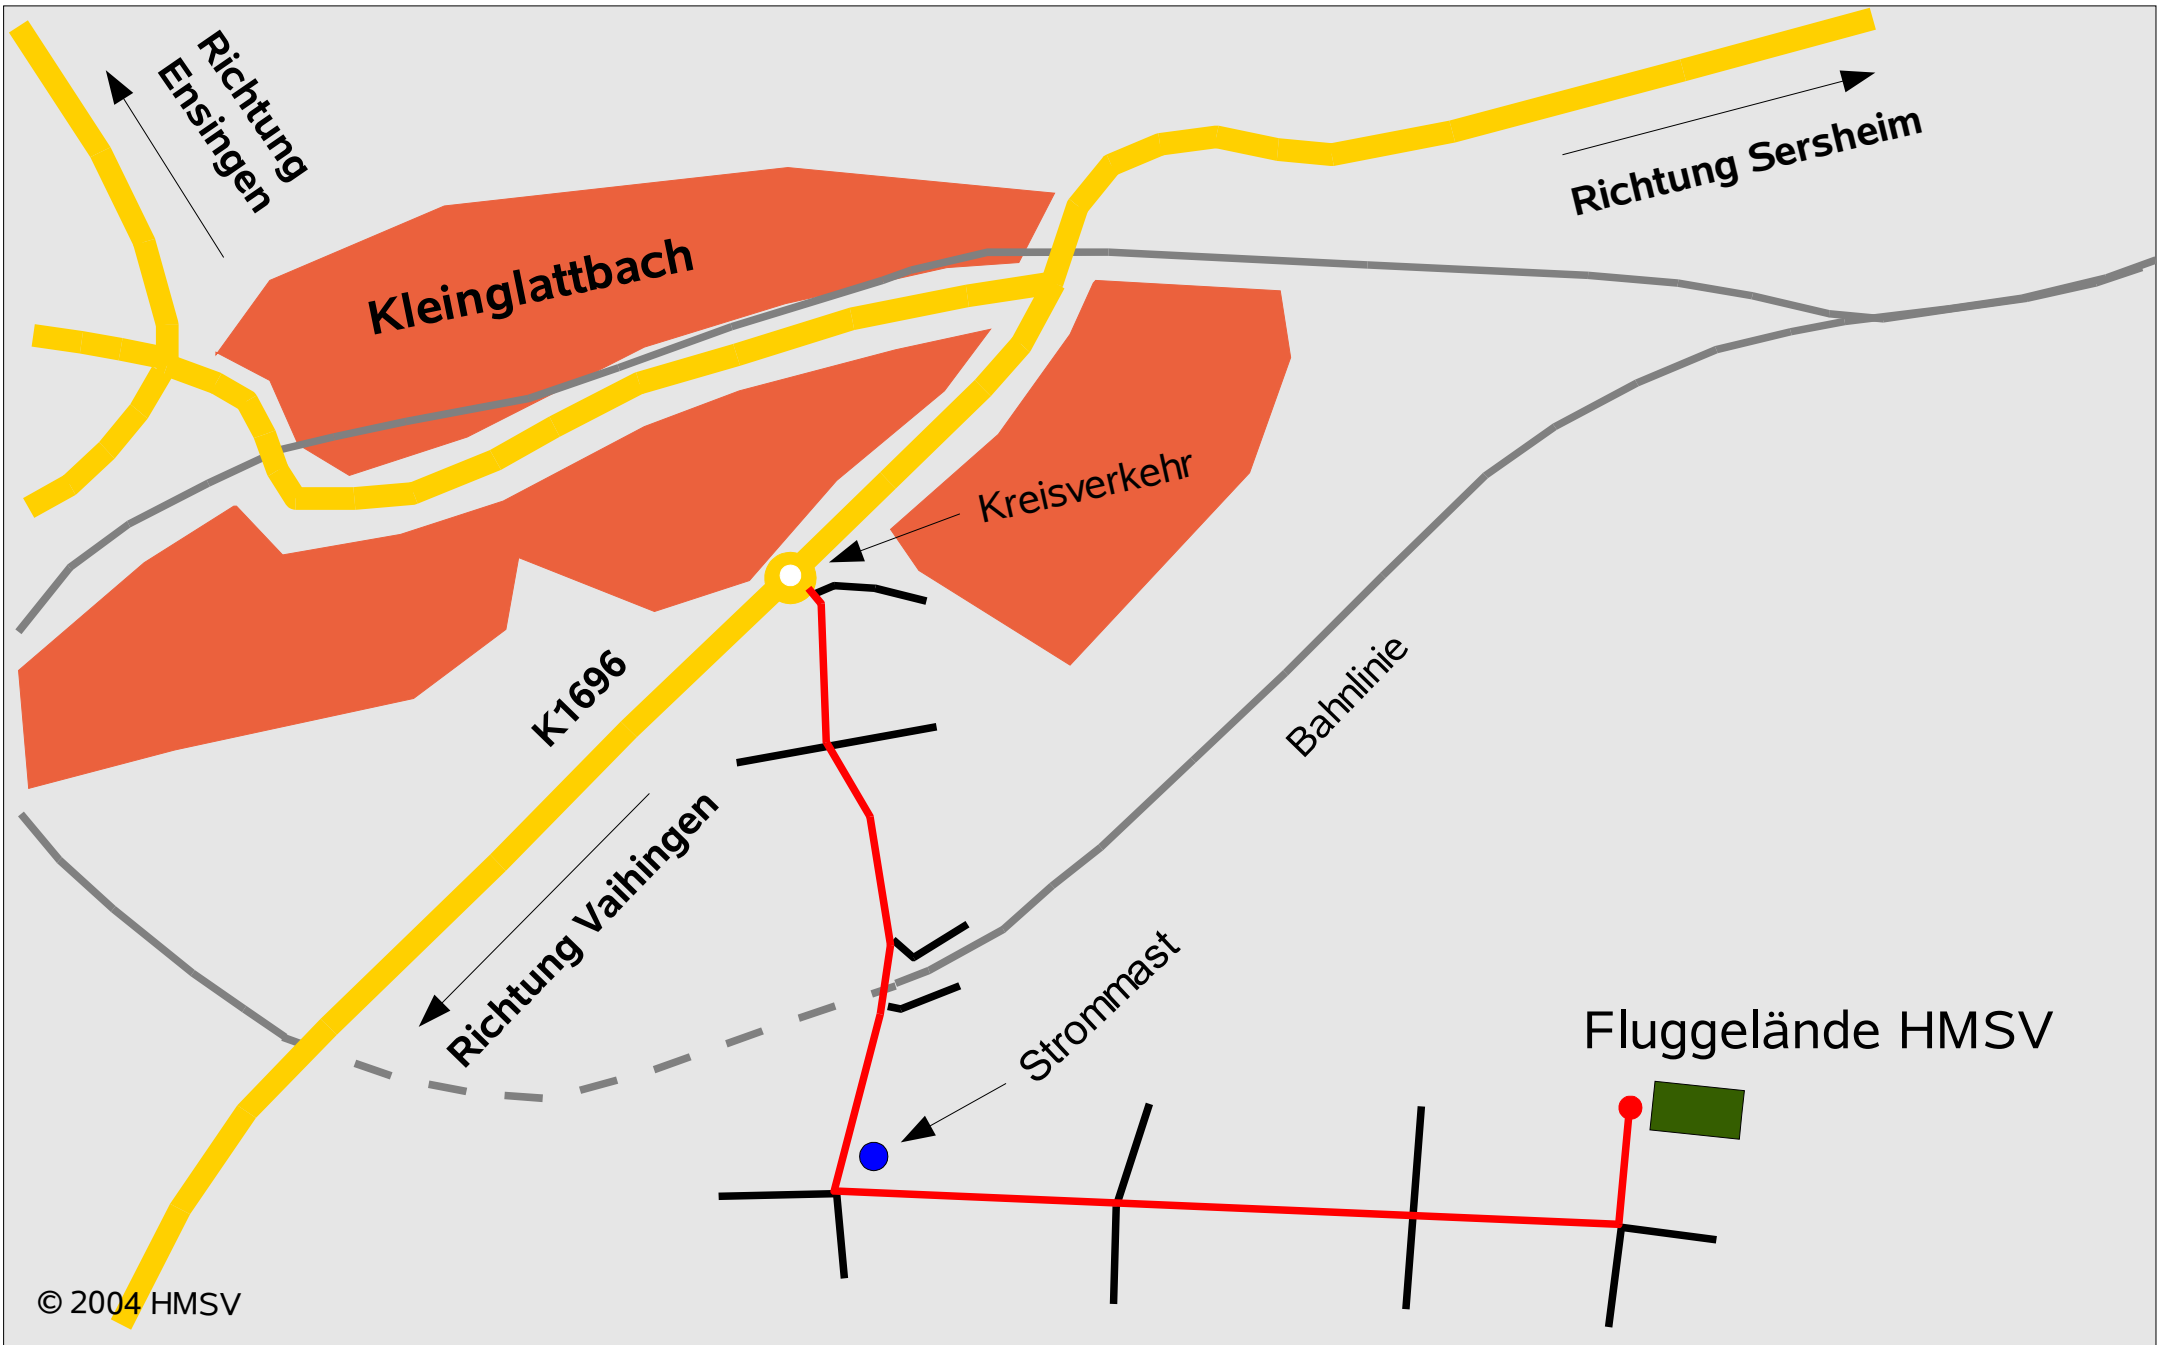 Richtung
Ensingen
Richtung Sersheim
Kleinglattbach
Kreisverkehr
K1696
Bahnlinie
Richtung Vaihingen
Strommast
Fluggelände HMSV
© 2004 HMSV